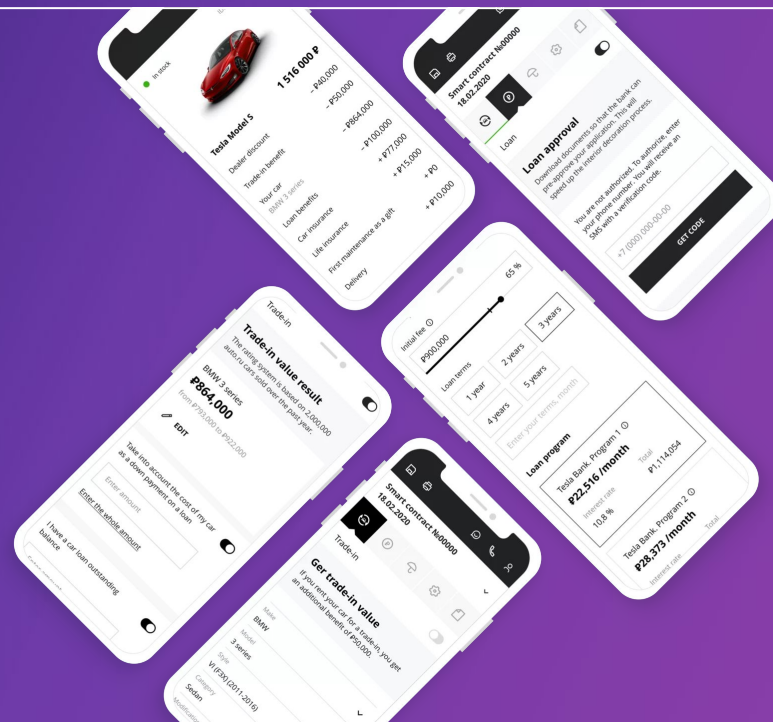 In stock
1 516 000 ₽
Tesla Model S
Dealer discount
– ₽40,000
Trade-in benefit
– ₽50,000
Your car
BMW 3 series
– ₽864,000
Loan benefits
– ₽100,000
Car insurance
+ ₽77,000
Life insurance
+ ₽15,000
First maintenance as a gift
+ ₽0
Delivery
+ ₽10,000
Smart contract №00000
18.02.2020
Loan
Loan approval
Download documents so that the bank can
pre-approve your application. This will
speed up the interior decoration process.
You are not authorized. To authorize, enter
your phone number. You will receive an
SMS with a verification code.
+7 (000) 000-00-00
GET CODE
Trade-in
Trade-in value result
The rating system is based on 2,000,000
auto.ru cars sold over the past year.
BMW 3 series
₽864,000
from ₽793,000 to ₽922,000
EDIT
Take into account the cost of my car
as a down payment on a loan
Enter amount
Enter the whole amount
I have a car loan outstanding
balance
Initial fee
₽900,000
65 %
Loan terms
1 year
2 years
3 years
4 years
5 years
Enter your terms, month
Loan program
Tesla Bank. Program 1
₽22,516 /month
Interest rate
Total
10,8 %
₽1,114,054
Tesla Bank. Program 2
₽28,373 /month
Interest rate
Total
Smart contract №00000
18.02.2020
Trade-in
Ger trade-in value
If you rent your car for a trade-in, you get
an additional benefit of ₽50,000.
Make
BMW
Model
3 series
Style
VI (F3x) (2011-2016)
Category
Sedan